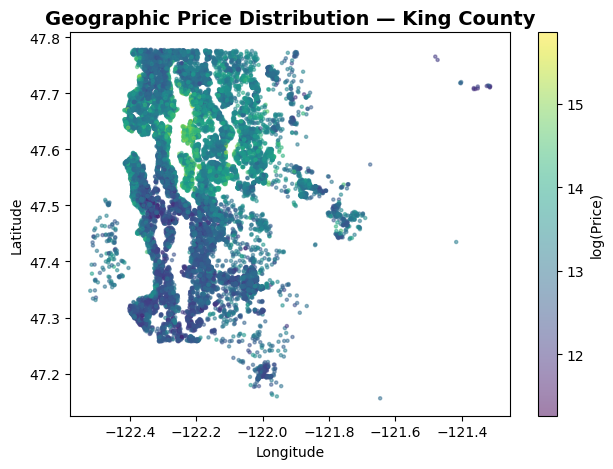 Geographic Price Distribution — King County
47.8
47.7
47.6
47.5
47.4
47.3
47.2
Latitude
−122.4 −122.2 −122.0 −121.8 −121.6 −121.4
Longitude
15
14
13
12
log(Price)